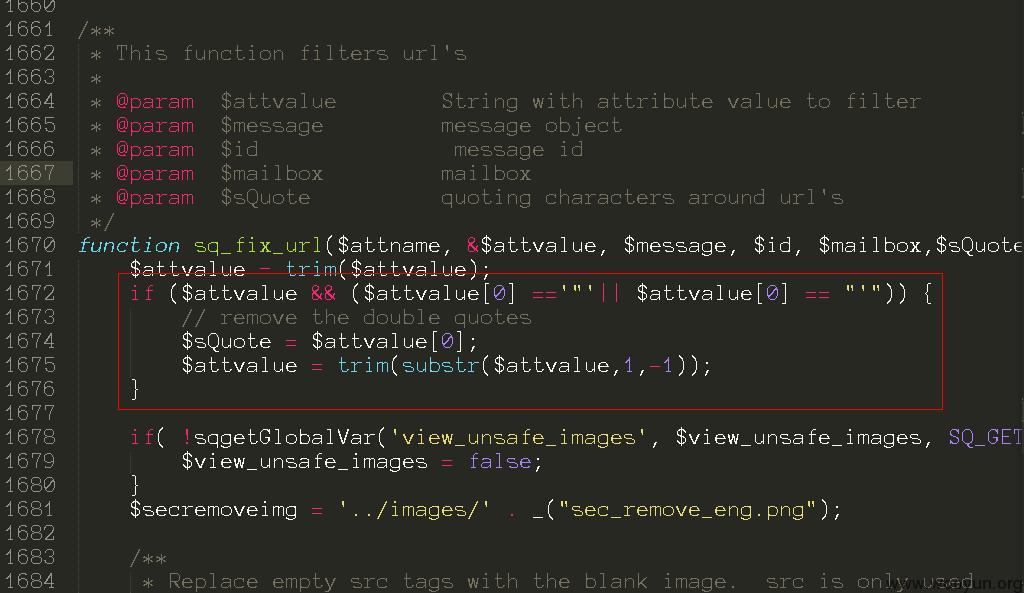 1660
1661 /**
1662  * This function filters url's
1663  *
1664  * @param  $attvalue        String with attribute value to filter
1665  * @param  $message         message object
1666  * @param  $id               message id
1667  * @param  $mailbox         mailbox
1668  * @param  $sQuote          quoting characters around url's
1669  */
1670 function sq_fix_url($attname, &$attvalue, $message, $id, $mailbox,$sQuote
1671     $attvalue = trim($attvalue);
1672     if ($attvalue && ($attvalue[0] =='"'|| $attvalue[0] == "'")) {
1673         // remove the double quotes
1674         $sQuote = $attvalue[0];
1675         $attvalue = trim(substr($attvalue,1,-1));
1676     }
1677
1678     if( !sqgetGlobalVar('view_unsafe_images', $view_unsafe_images, SQ_GET
1679         $view_unsafe_images = false;
1680     }
1681     $secremoveimg = '../images/' . _("sec_remove_eng.png");
1682
1683     /**
1684      * Replace empty src tags with the blank image.  src is only used